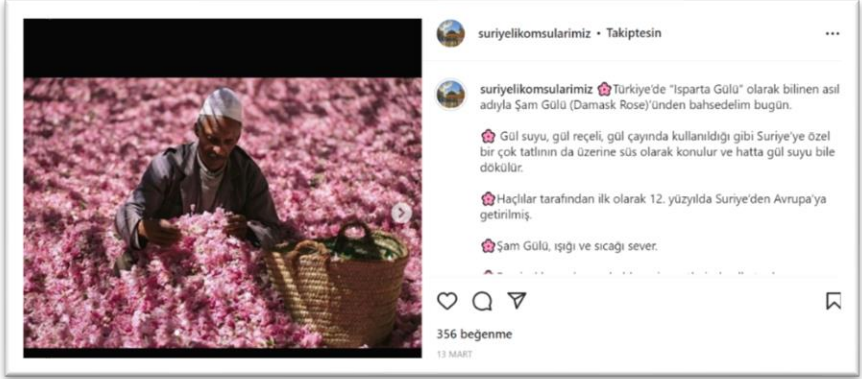 suriyelikomsularimiz • Takiptesin
suriyelikomsularimiz 🌸Türkiye'de "Isparta Gülü" olarak bilinen asıl
adıyla Şam Gülü (Damask Rose)'ünden bahsedelim bugün.
🌸 Gül suyu, gül reçeli, gül çayında kullanıldığı gibi Suriye'ye özel
bir çok tatlının da üzerine süs olarak konulur ve hatta gül suyu bile
dökülür.
🌸Haçlılar tarafından ilk olarak 12. yüzyılda Suriye'den Avrupa'ya
getirilmiş.
🌸Şam Gülü, ışığı ve sıcağı sever.
356 beğenme
13 MART